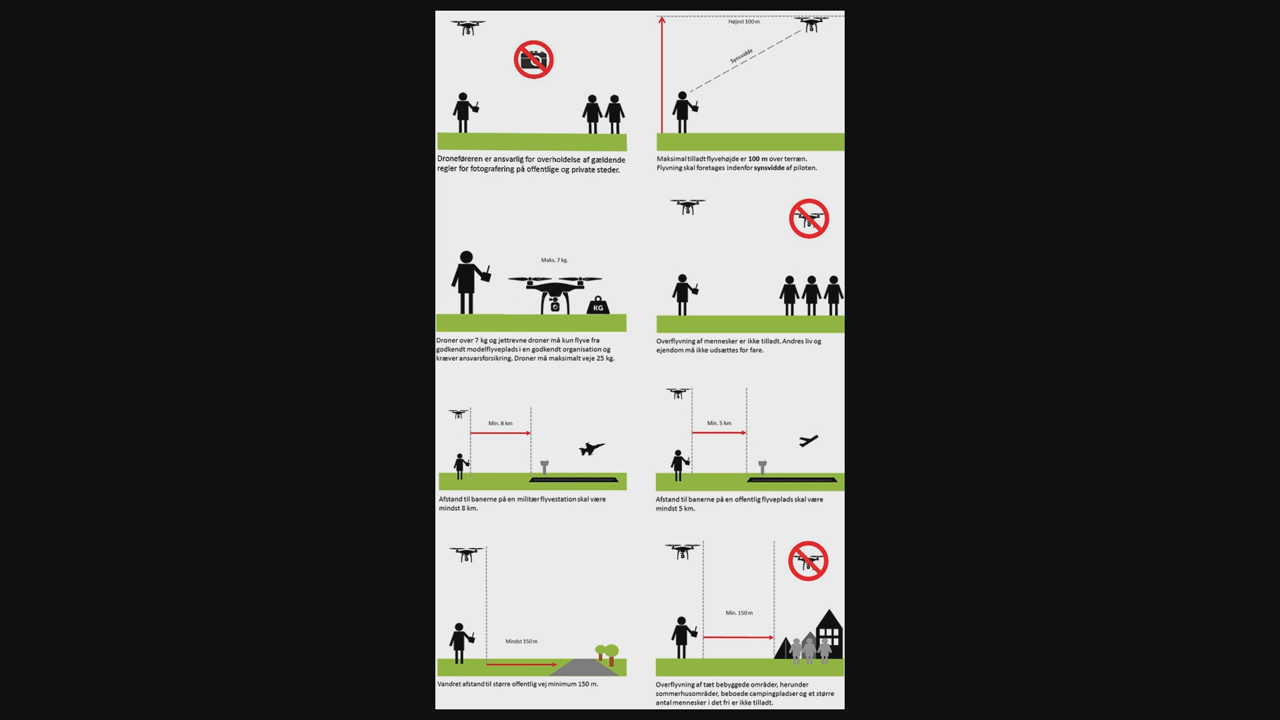 Droneføreren er ansvarlig for overholdelse af gældende
regler for fotografering på offentlige og private steder.
Højest 100 m
Synsvidde
Maksimal tilladt flyvehøjde er 100 m over terræn.
Flyvning skal foretages indenfor synsvidde af piloten.
Maks. 7 kg.
KG
Droner over 7 kg og jettrevne droner må kun flyve fra
godkendt modelflyveplads i en godkendt organisation og
kræver ansvarsforsikring. Droner må maksimalt veje 25 kg.
Overflyvning af mennesker er ikke tilladt. Andres liv og
ejendom må ikke udsættes for fare.
Min. 8 km
Afstand til banerne på en militær flyvestation skal være
mindst 8 km.
Min. 5 km
Afstand til banerne på en offentlig flyveplads skal være
mindst 5 km.
Mindst 150 m
Vandret afstand til større offentlig vej minimum 150 m.
Min. 150 m
Overflyvning af tæt bebyggede områder, herunder
sommerhusområder, beboede campingpladser og et større
antal mennesker i det fri er ikke tilladt.